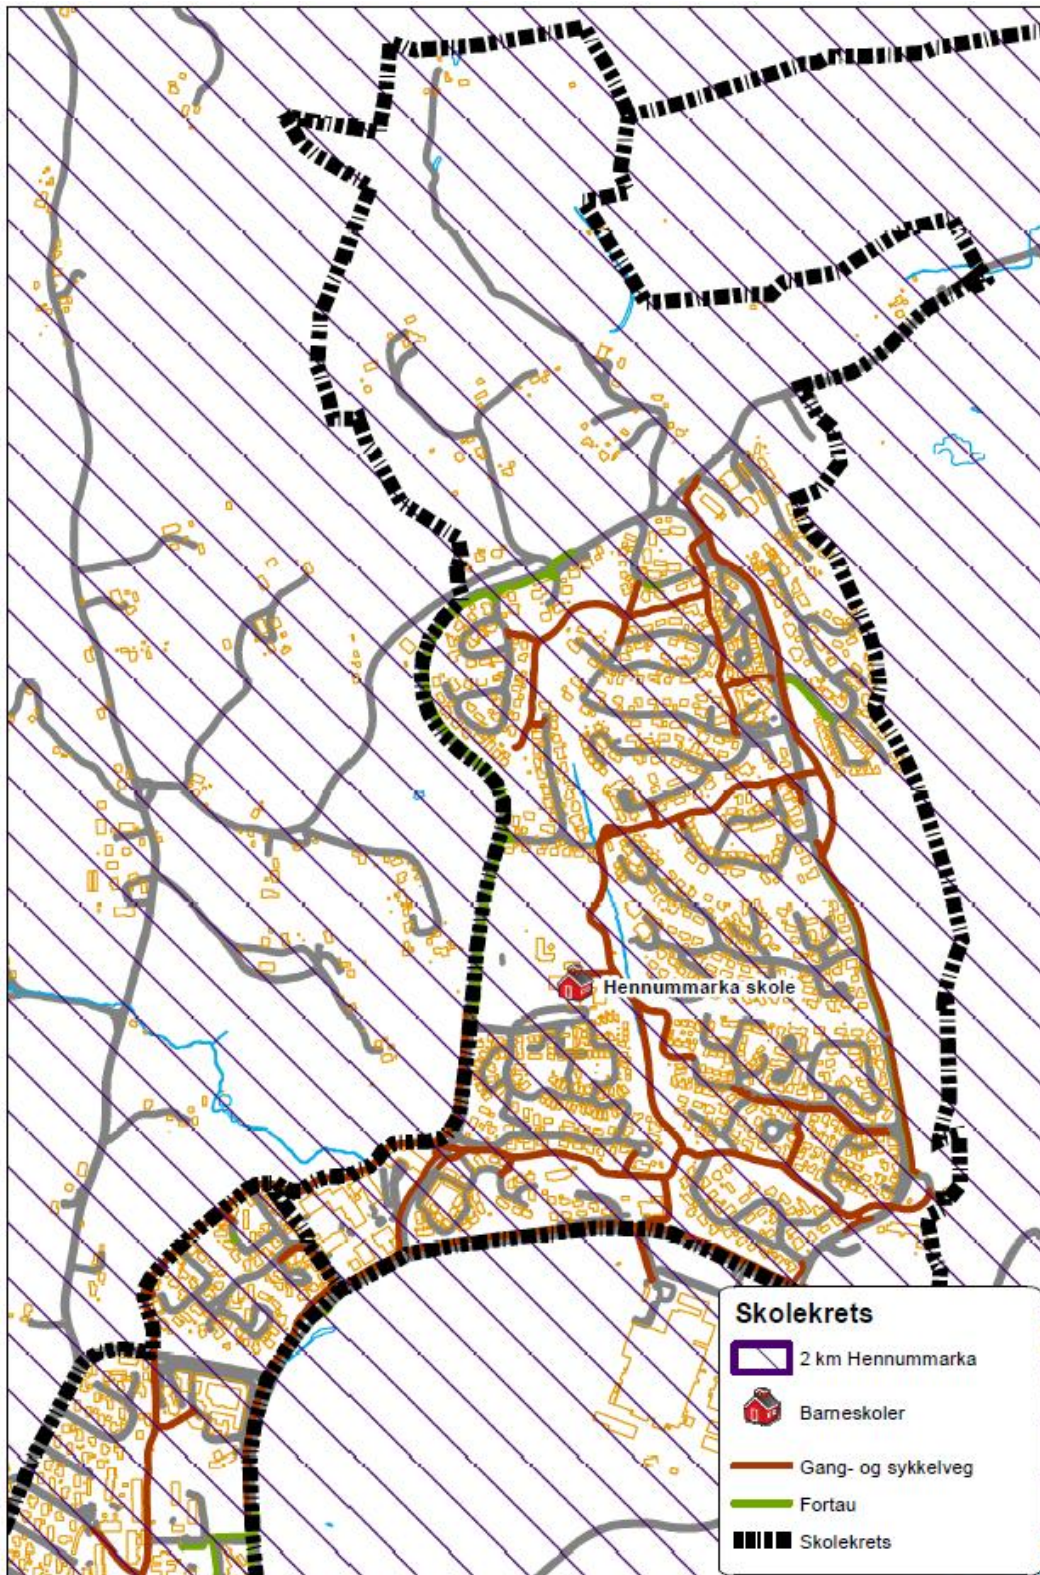 Hennummarka skole
Skolekrets
2 km Hennummarka
Barneskoler
Gang- og sykkelveg
Fortau
Skolekrets